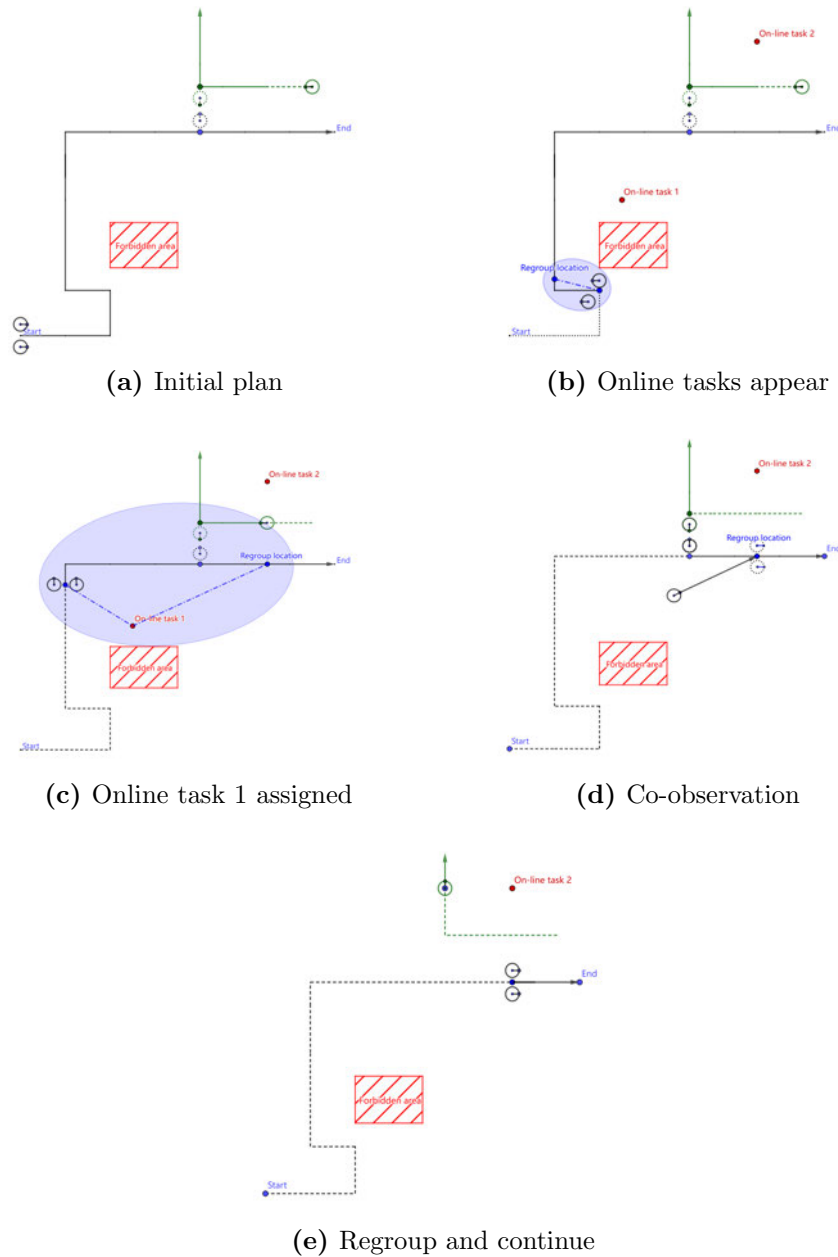 End
Forbidden area
Start
(a) Initial plan
On-line task 2
End
On-line task 1
Forbidden area
Regroup location
Start
(b) Online tasks appear
On-line task 2
Regroup location
End
On-line task 1
Forbidden area
Start
(c) Online task 1 assigned
On-line task 2
Regroup location
End
Forbidden area
Start
(d) Co-observation
On-line task 2
End
Forbidden area
Start
(e) Regroup and continue